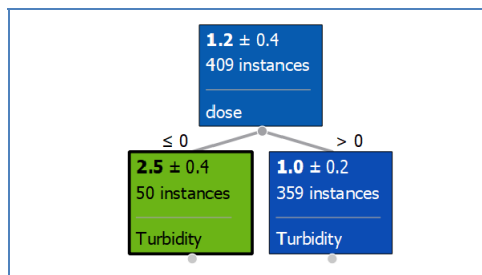 1.2 ± 0.4
409 instances
dose
≤ 0
> 0
2.5 ± 0.4
50 instances
Turbidity
1.0 ± 0.2
359 instances
Turbidity